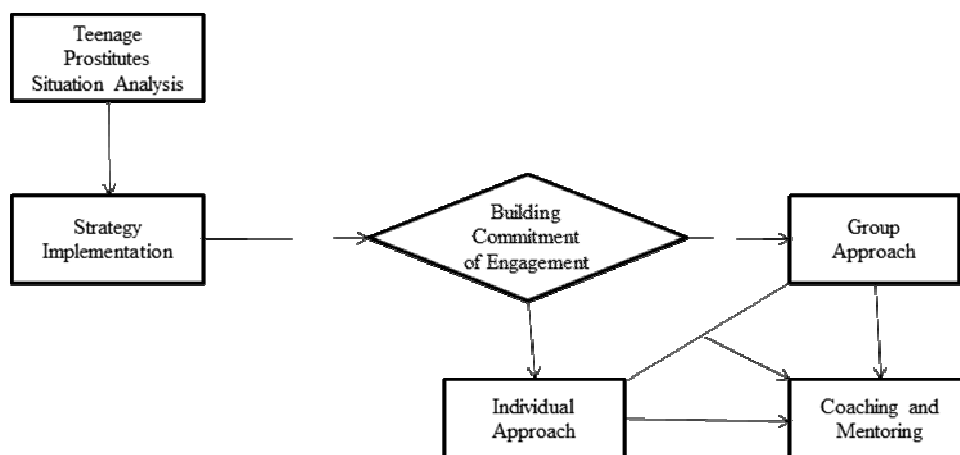 Teenage
Prostitutes
Situation Analysis
Strategy
Implementation
Building
Commitment
of Engagement
Group
Approach
Individual
Approach
Coaching and
Mentoring